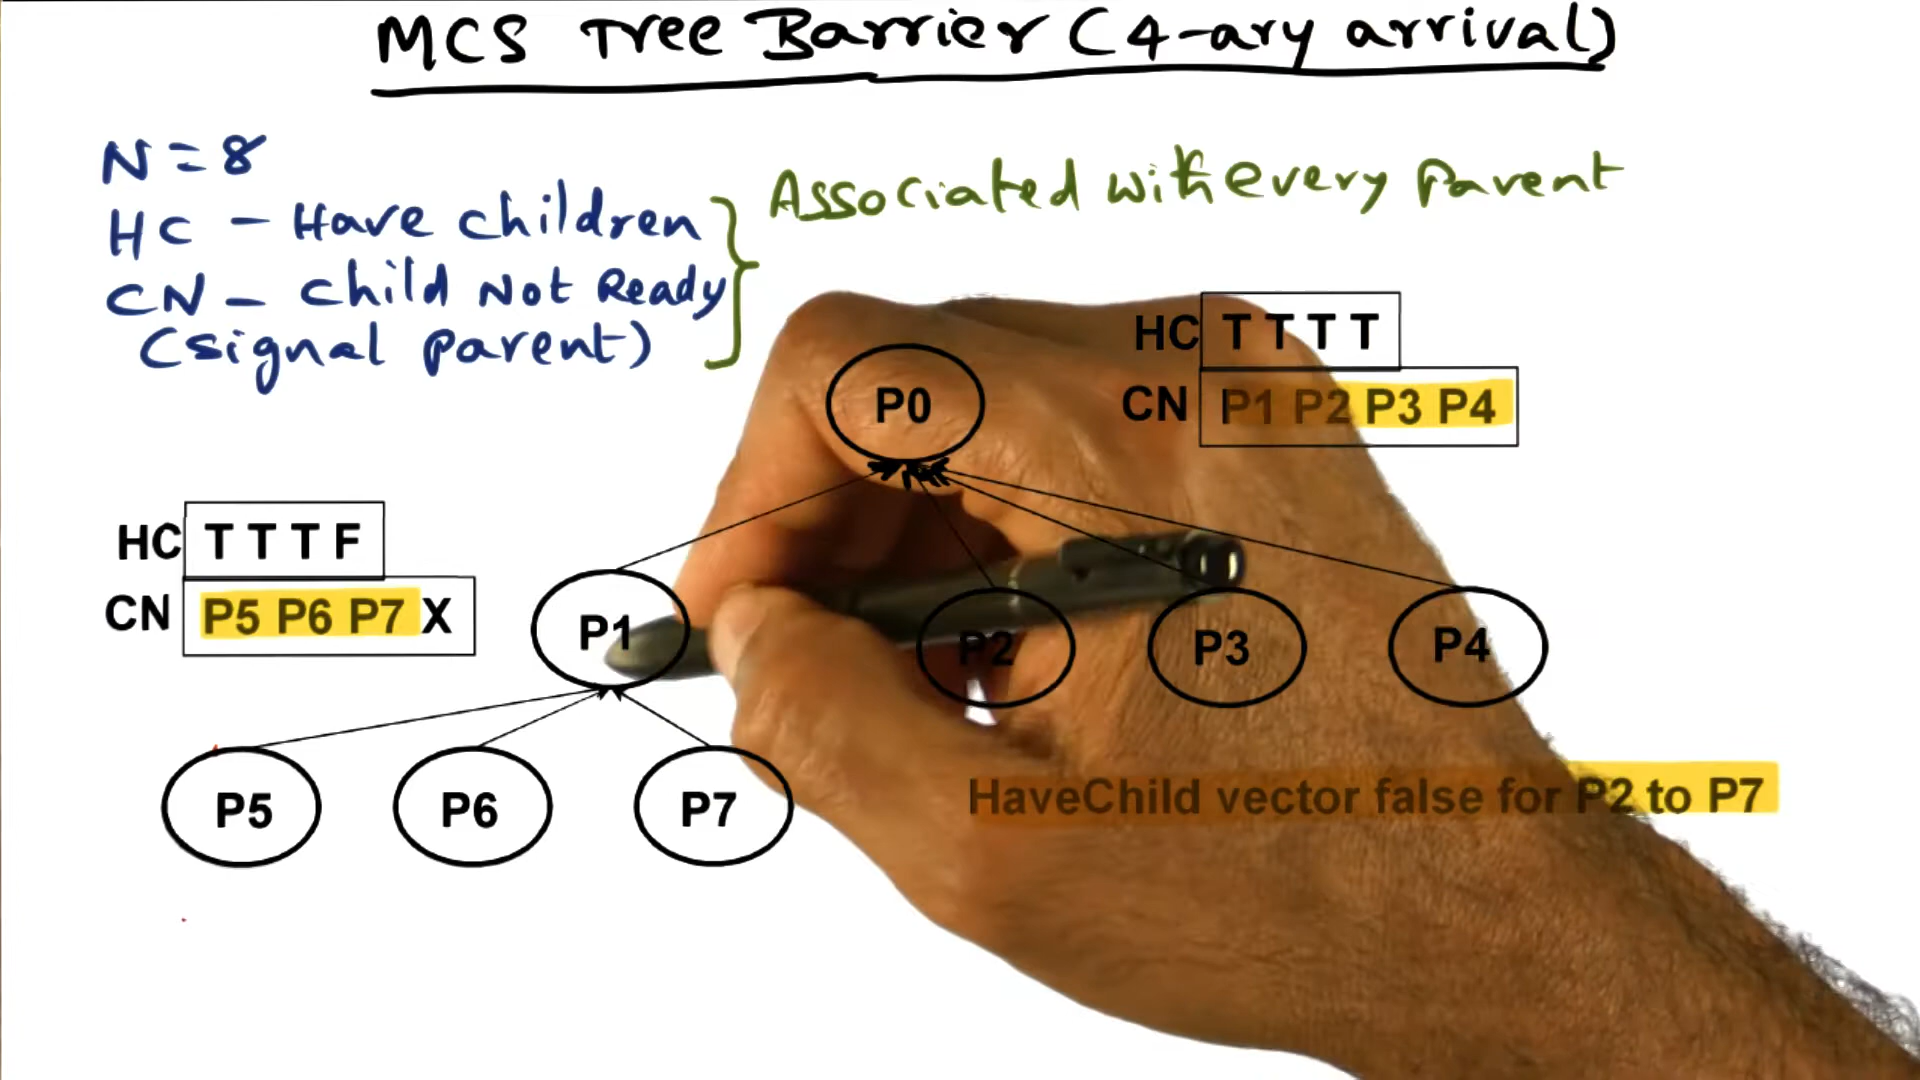 MCS Tree Barrier (4-ary arrival)
N = 8
HC - Have children
CN - Child Not Ready
(signal parent)
Associated with every Parent
HC T T T T
CN P1 P2 P3 P4
P0
HC T T T F
CN P5 P6 P7 X
P1 P2 P3 P4
P5 P6 P7
HaveChild vector false for P2 to P7